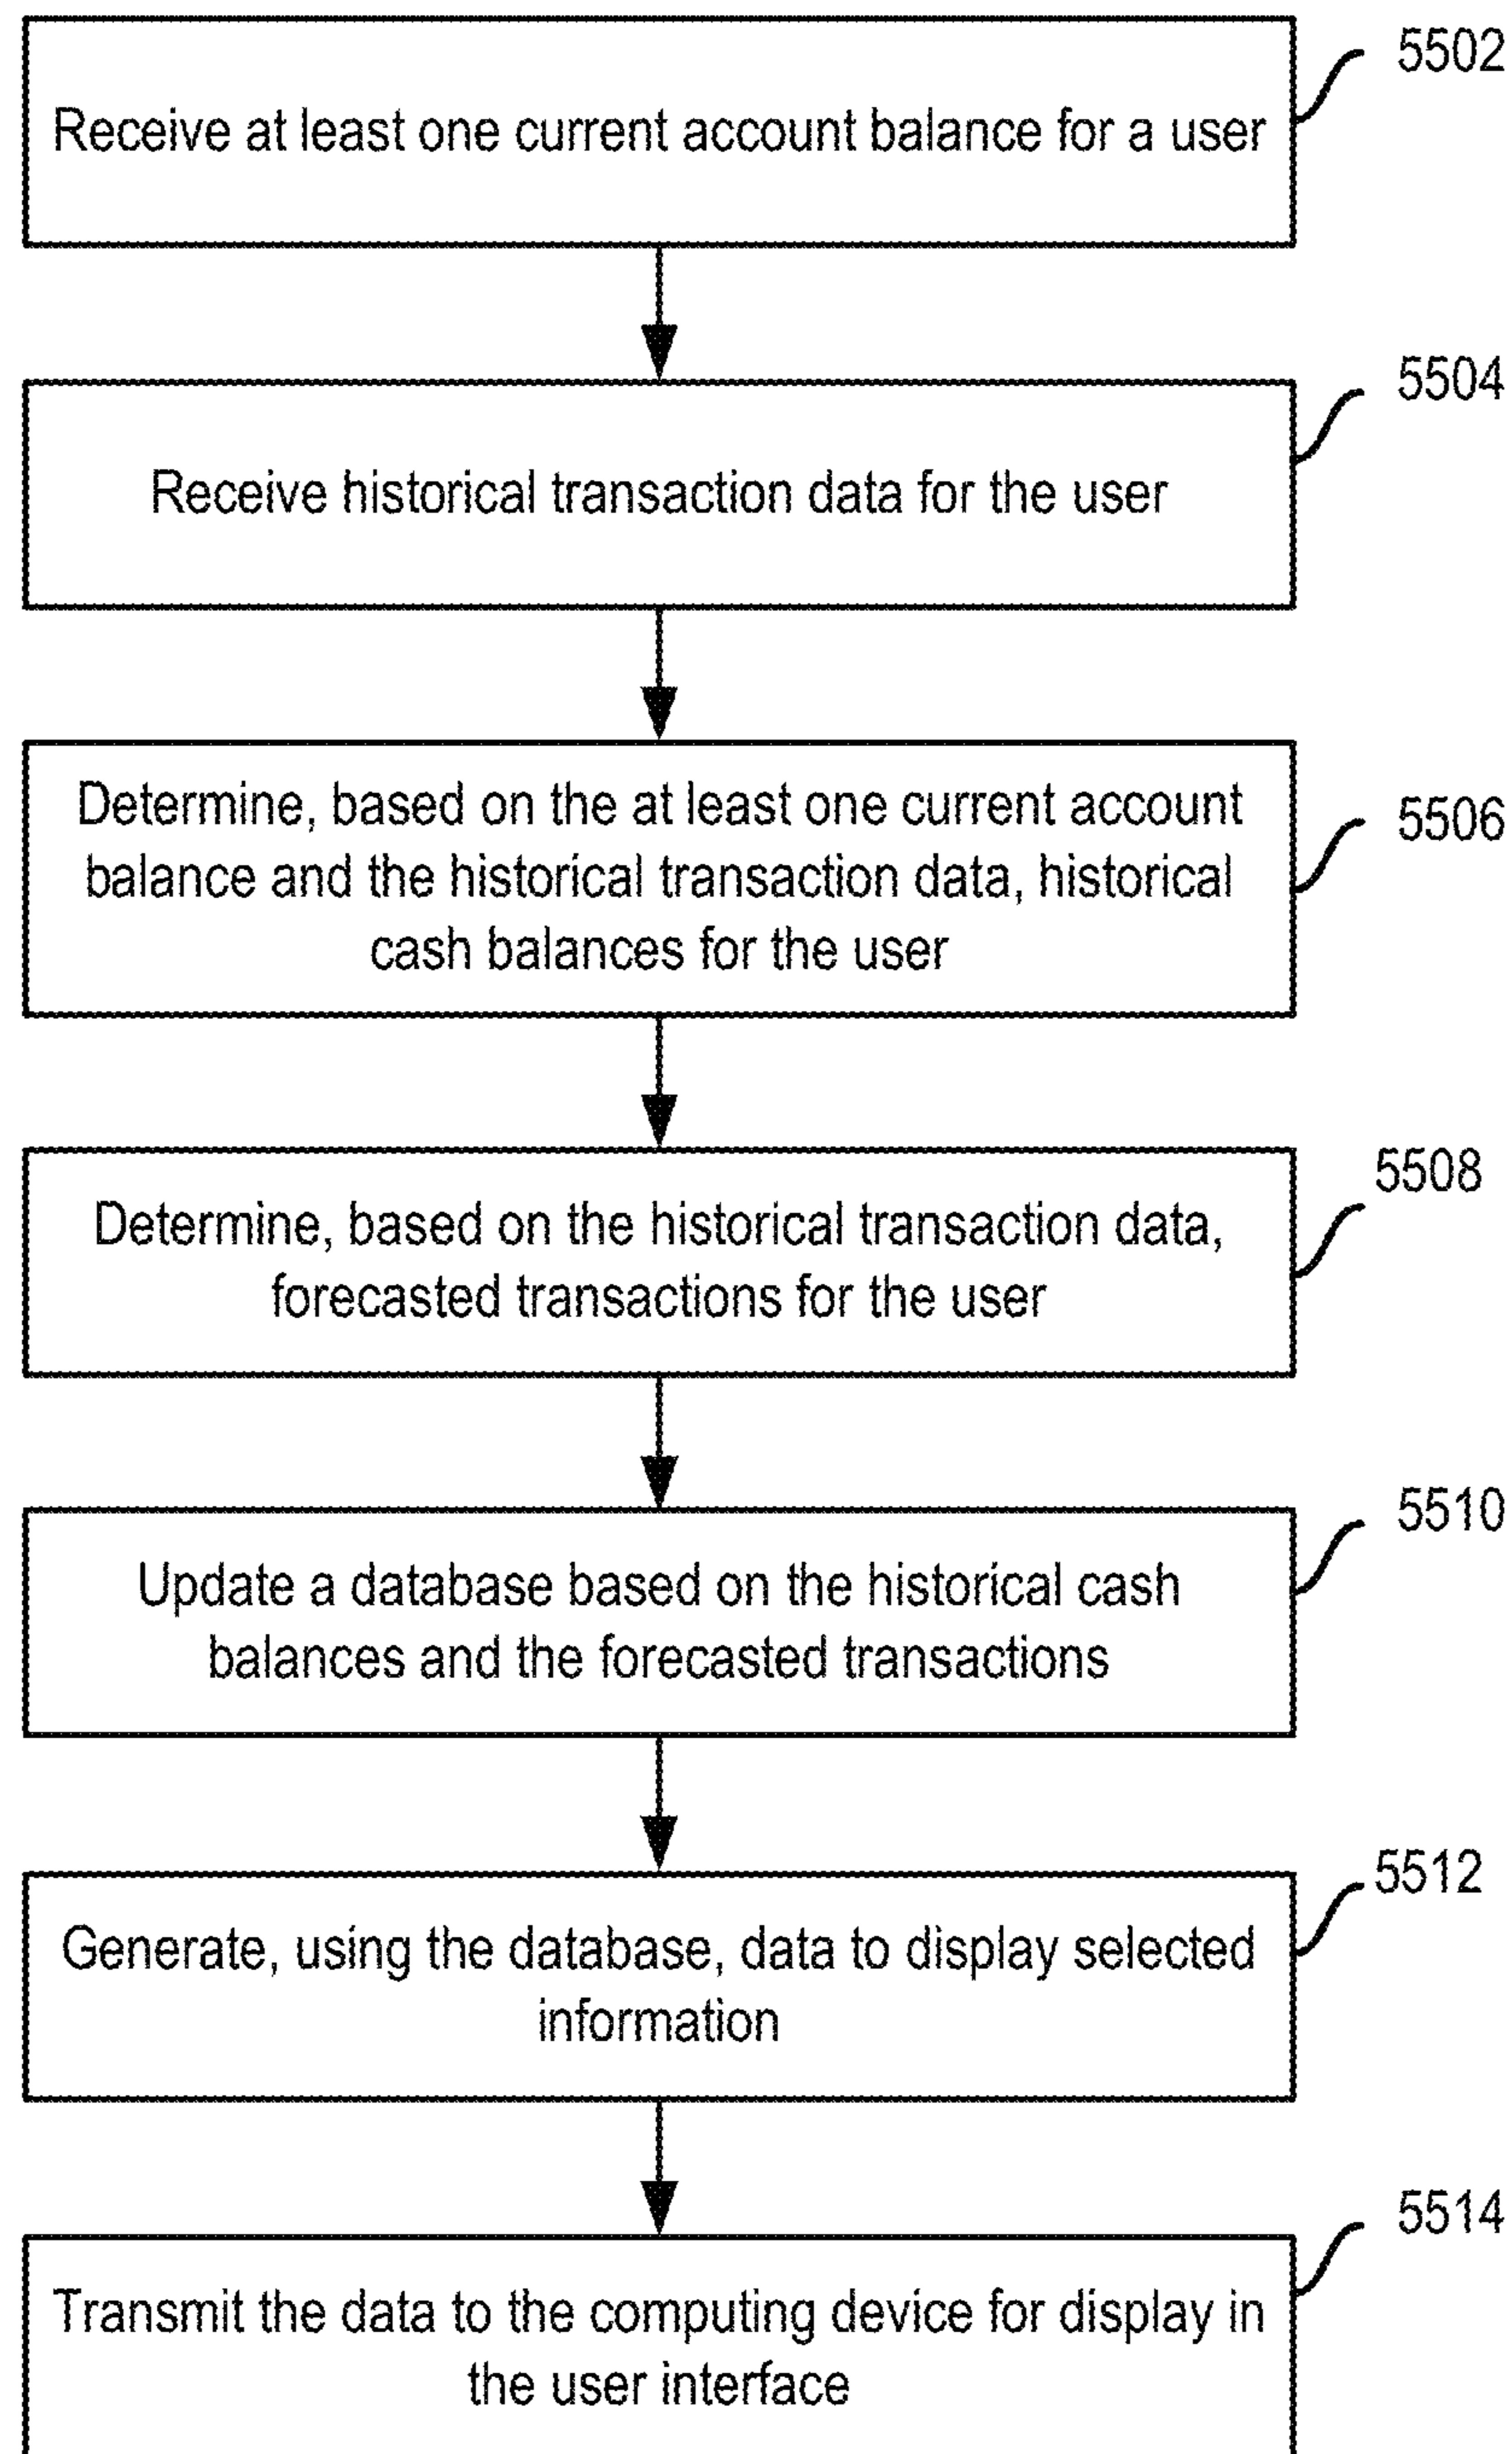 5502
Receive at least one current account balance for a user
5504
Receive historical transaction data for the user
Determine, based on the at least one current account
5506
balance and the historical transaction data, historical
cash balances for the user
5508
Determine, based on the historical transaction data,
forecasted transactions for the user
5510
Update a database based on the historical cash
balances and the forecasted transactions
5512
Generate, using the database, data to display selected
information
5514
Transmit the data to the computing device for display in
the user interface